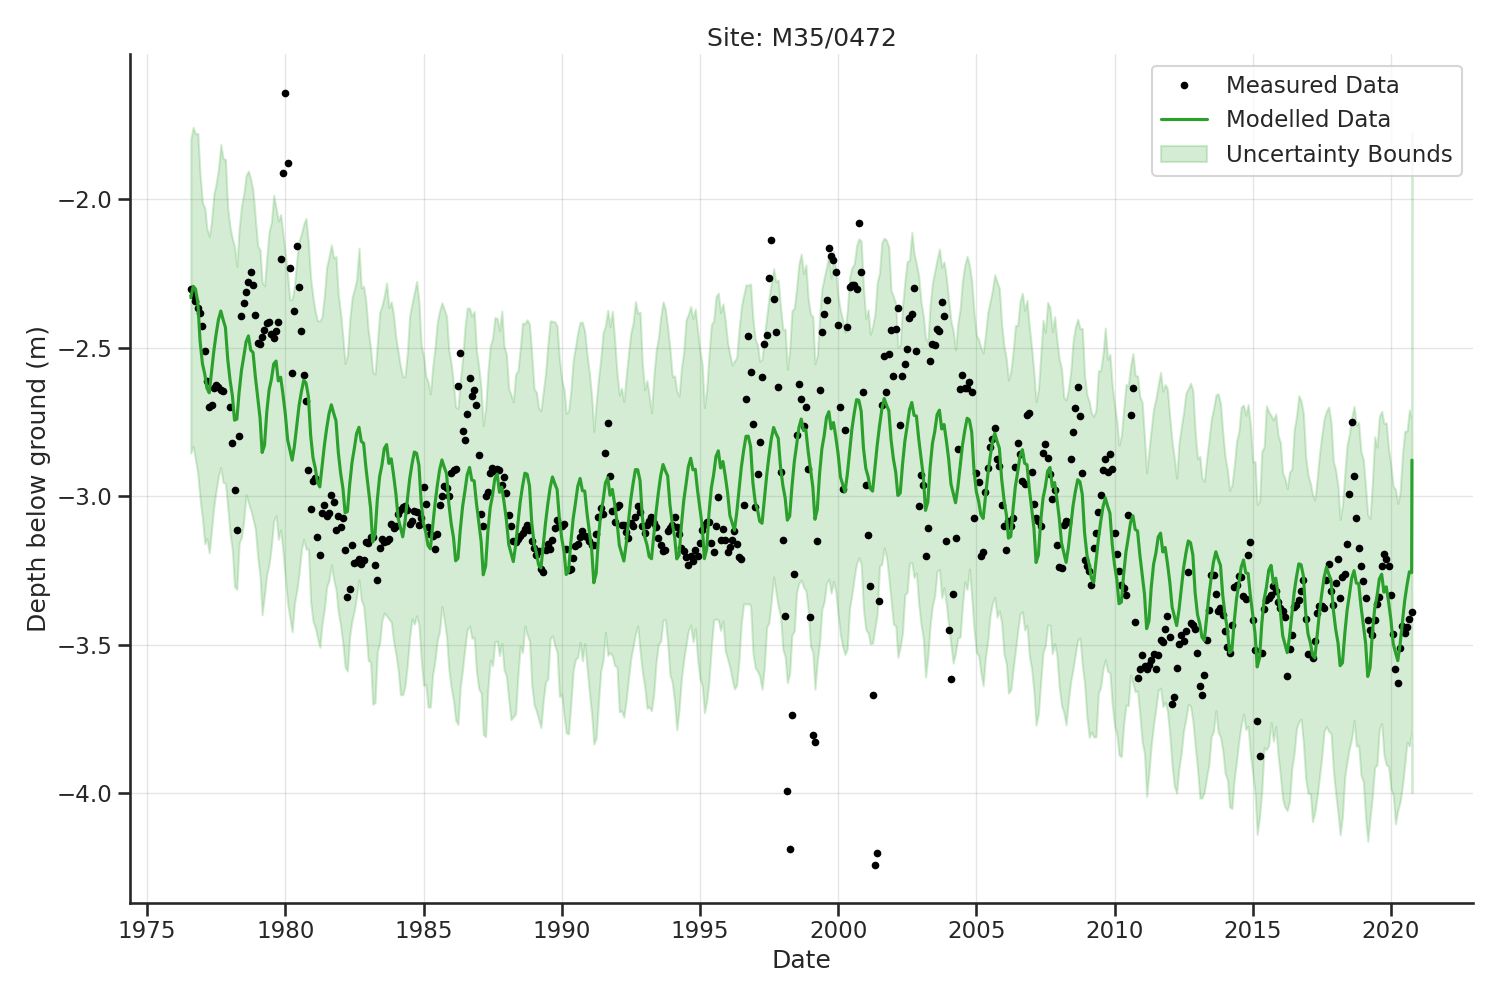 Site: M35/0472
Measured Data
Modelled Data
Uncertainty Bounds
Depth below ground (m)
−2.0
−2.5
−3.0
−3.5
−4.0
1975 1980 1985 1990 1995 2000 2005 2010 2015 2020
Date